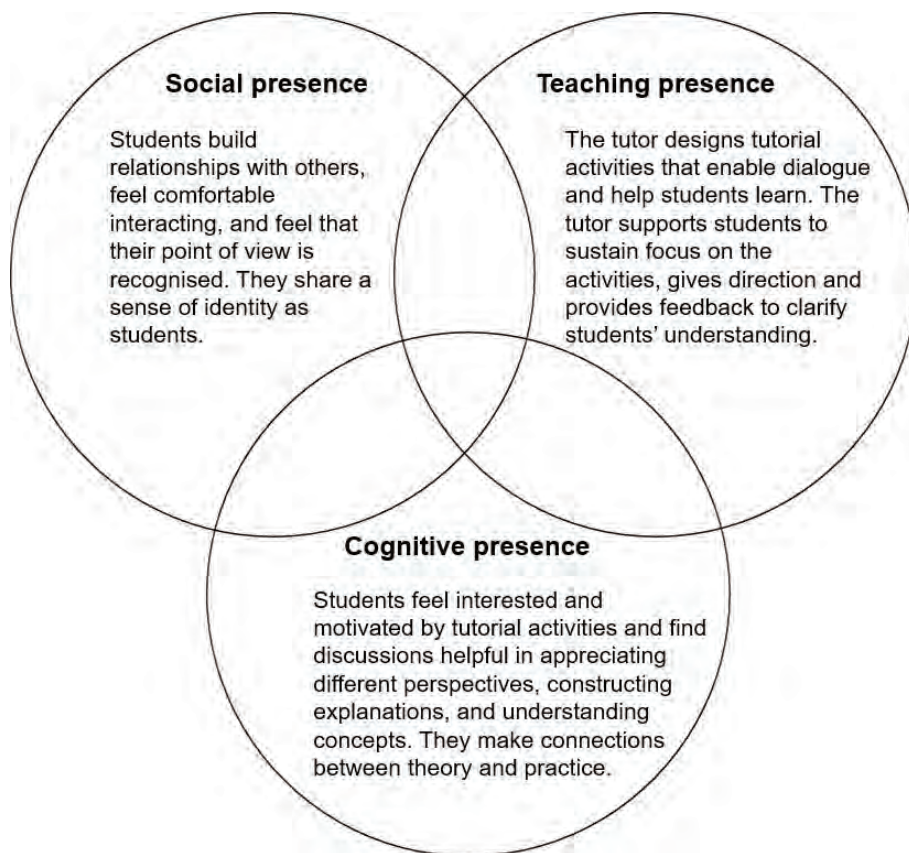 Social presence
Students build
relationships with others,
feel comfortable
interacting, and feel that
their point of view is
recognised. They share a
sense of identity as
students.
Teaching presence
The tutor designs tutorial
activities that enable dialogue
and help students learn. The
tutor supports students to
sustain focus on the
activities, gives direction and
provides feedback to clarify
students’ understanding.
Cognitive presence
Students feel interested and
motivated by tutorial activities and find
discussions helpful in appreciating
different perspectives, constructing
explanations, and understanding
concepts. They make connections
between theory and practice.